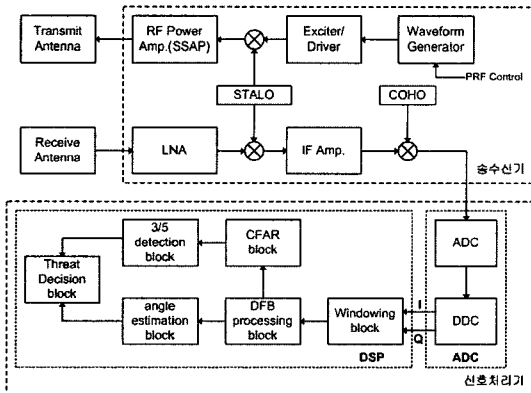 Transmit
Antenna
RF Power
Amp.(SSAP)
Exciter/
Driver
Waveform
Generator
PRF Control
STALO
COHO
Receive
Antenna
LNA
IF Amp.
송수신기
3/5
detection
block
CFAR
block
ADC
Threat
Decision
block
angle
estimation
block
DFB
processing
block
Windowing
block
I
Q
DDC
DSP
ADC
신호처리기